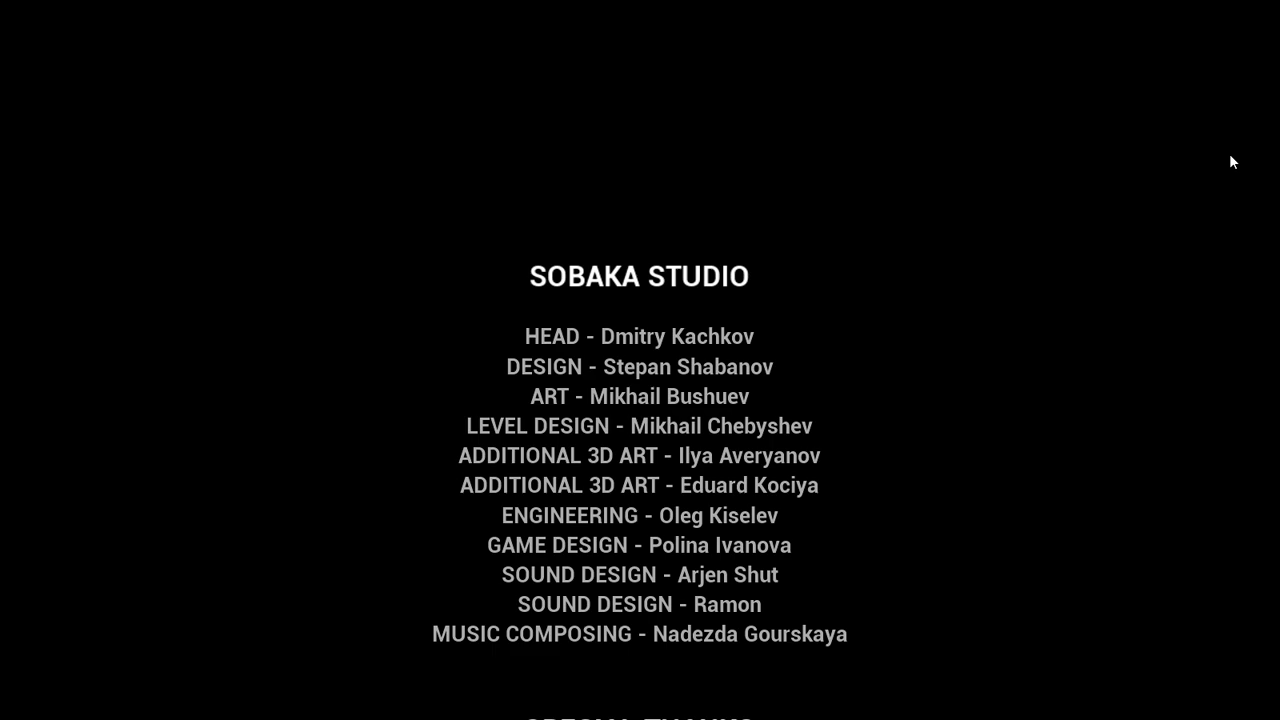 SOBAKA STUDIO
HEAD - Dmitry Kachkov
DESIGN - Stepan Shabanov
ART - Mikhail Bushuev
LEVEL DESIGN - Mikhail Chebyshev
ADDITIONAL 3D ART - Ilya Averyanov
ADDITIONAL 3D ART - Eduard Kociya
ENGINEERING - Oleg Kiselev
GAME DESIGN - Polina Ivanova
SOUND DESIGN - Arjen Shut
SOUND DESIGN - Ramon
MUSIC COMPOSING - Nadezda Gourskaya